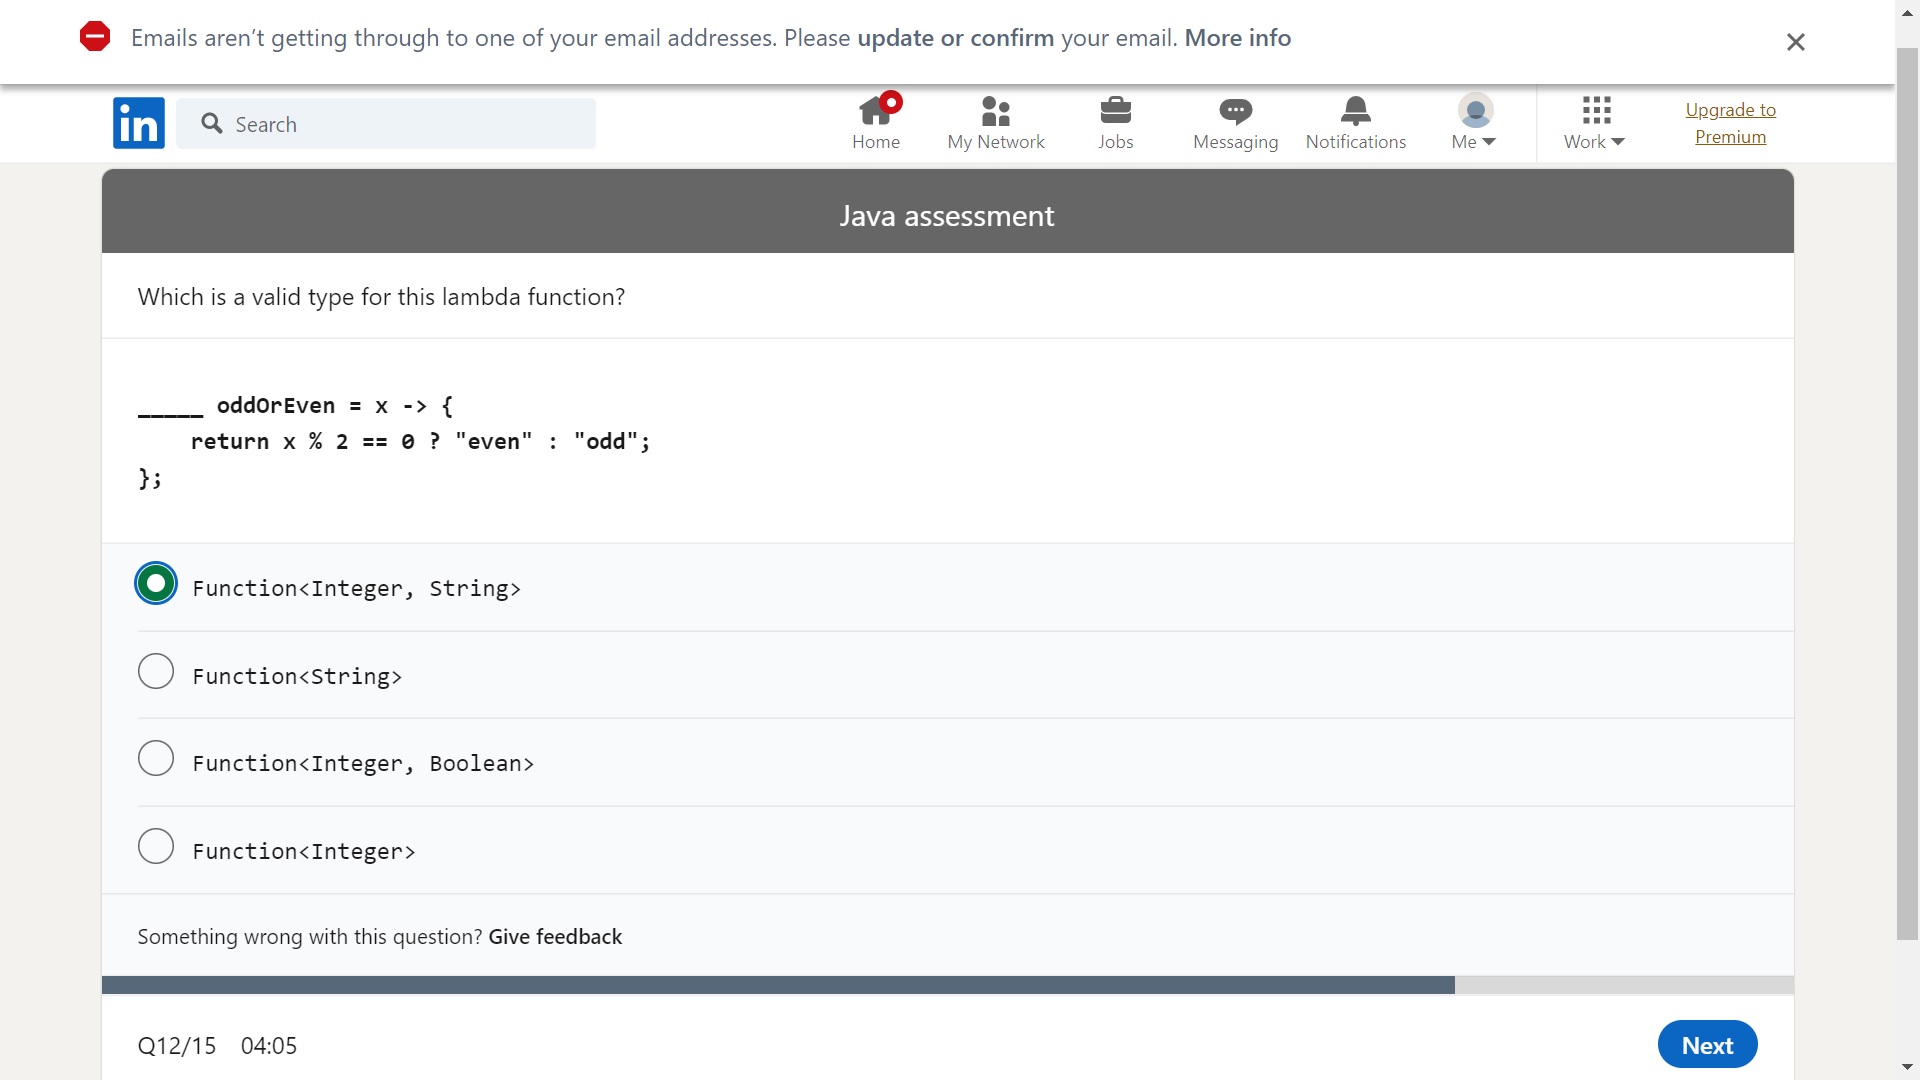 Emails aren't getting through to one of your email addresses. Please update or confirm your email. More info
in
Search
Home
My Network
Jobs
Messaging
Notifications
Me
Work
Upgrade to
Premium
Java assessment
Which is a valid type for this lambda function?
_____ oddOrEven = x -> {
    return x % 2 == 0 ? "even" : "odd";
};
Function<Integer, String>
Function<String>
Function<Integer, Boolean>
Function<Integer>
Something wrong with this question? Give feedback
Q12/15 04:05
Next